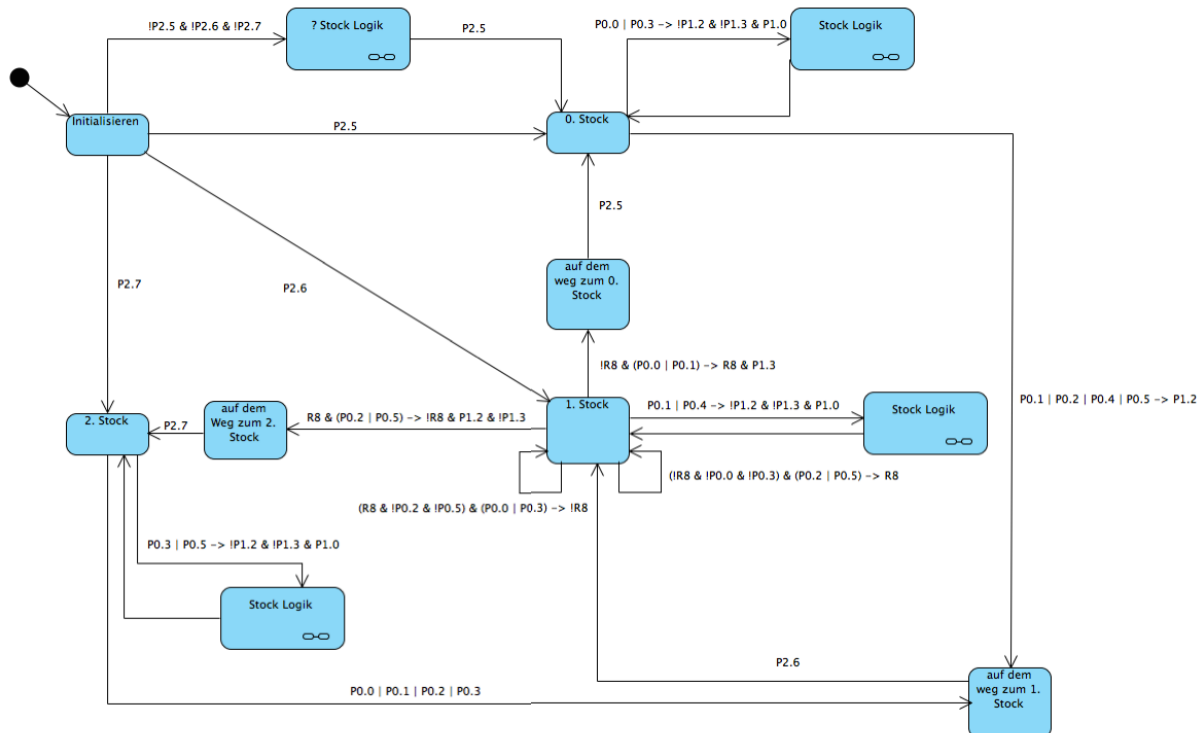 !P2.5 & !P2.6 & !P2.7
? Stock Logik
P2.5
P0.0 | P0.3 -> !P1.2 & !P1.3 & P1.0
Stock Logik
Initialisieren
P2.5
0. Stock
P2.5
auf dem
weg zum 0.
Stock
P2.7
P2.6
!R8 & (P0.0 | P0.1) -> R8 & P1.3
2. Stock
auf dem
Weg zum 2.
Stock
P2.7
R8 & (P0.2 | P0.5) -> !R8 & P1.2 & !P1.3
1. Stock
P0.1 | P0.4 -> !P1.2 & !P1.3 & P1.0
Stock Logik
P0.1 | P0.2 | P0.4 | P0.5 -> P1.2
(!R8 & !P0.0 & !P0.3) & (P0.2 | P0.5) -> R8
(R8 & !P0.2 & !P0.5) & (P0.0 | P0.3) -> !R8
P0.3 | P0.5 -> !P1.2 & !P1.3 & P1.0
Stock Logik
P2.6
P0.0 | P0.1 | P0.2 | P0.3
auf dem
weg zum 1.
Stock